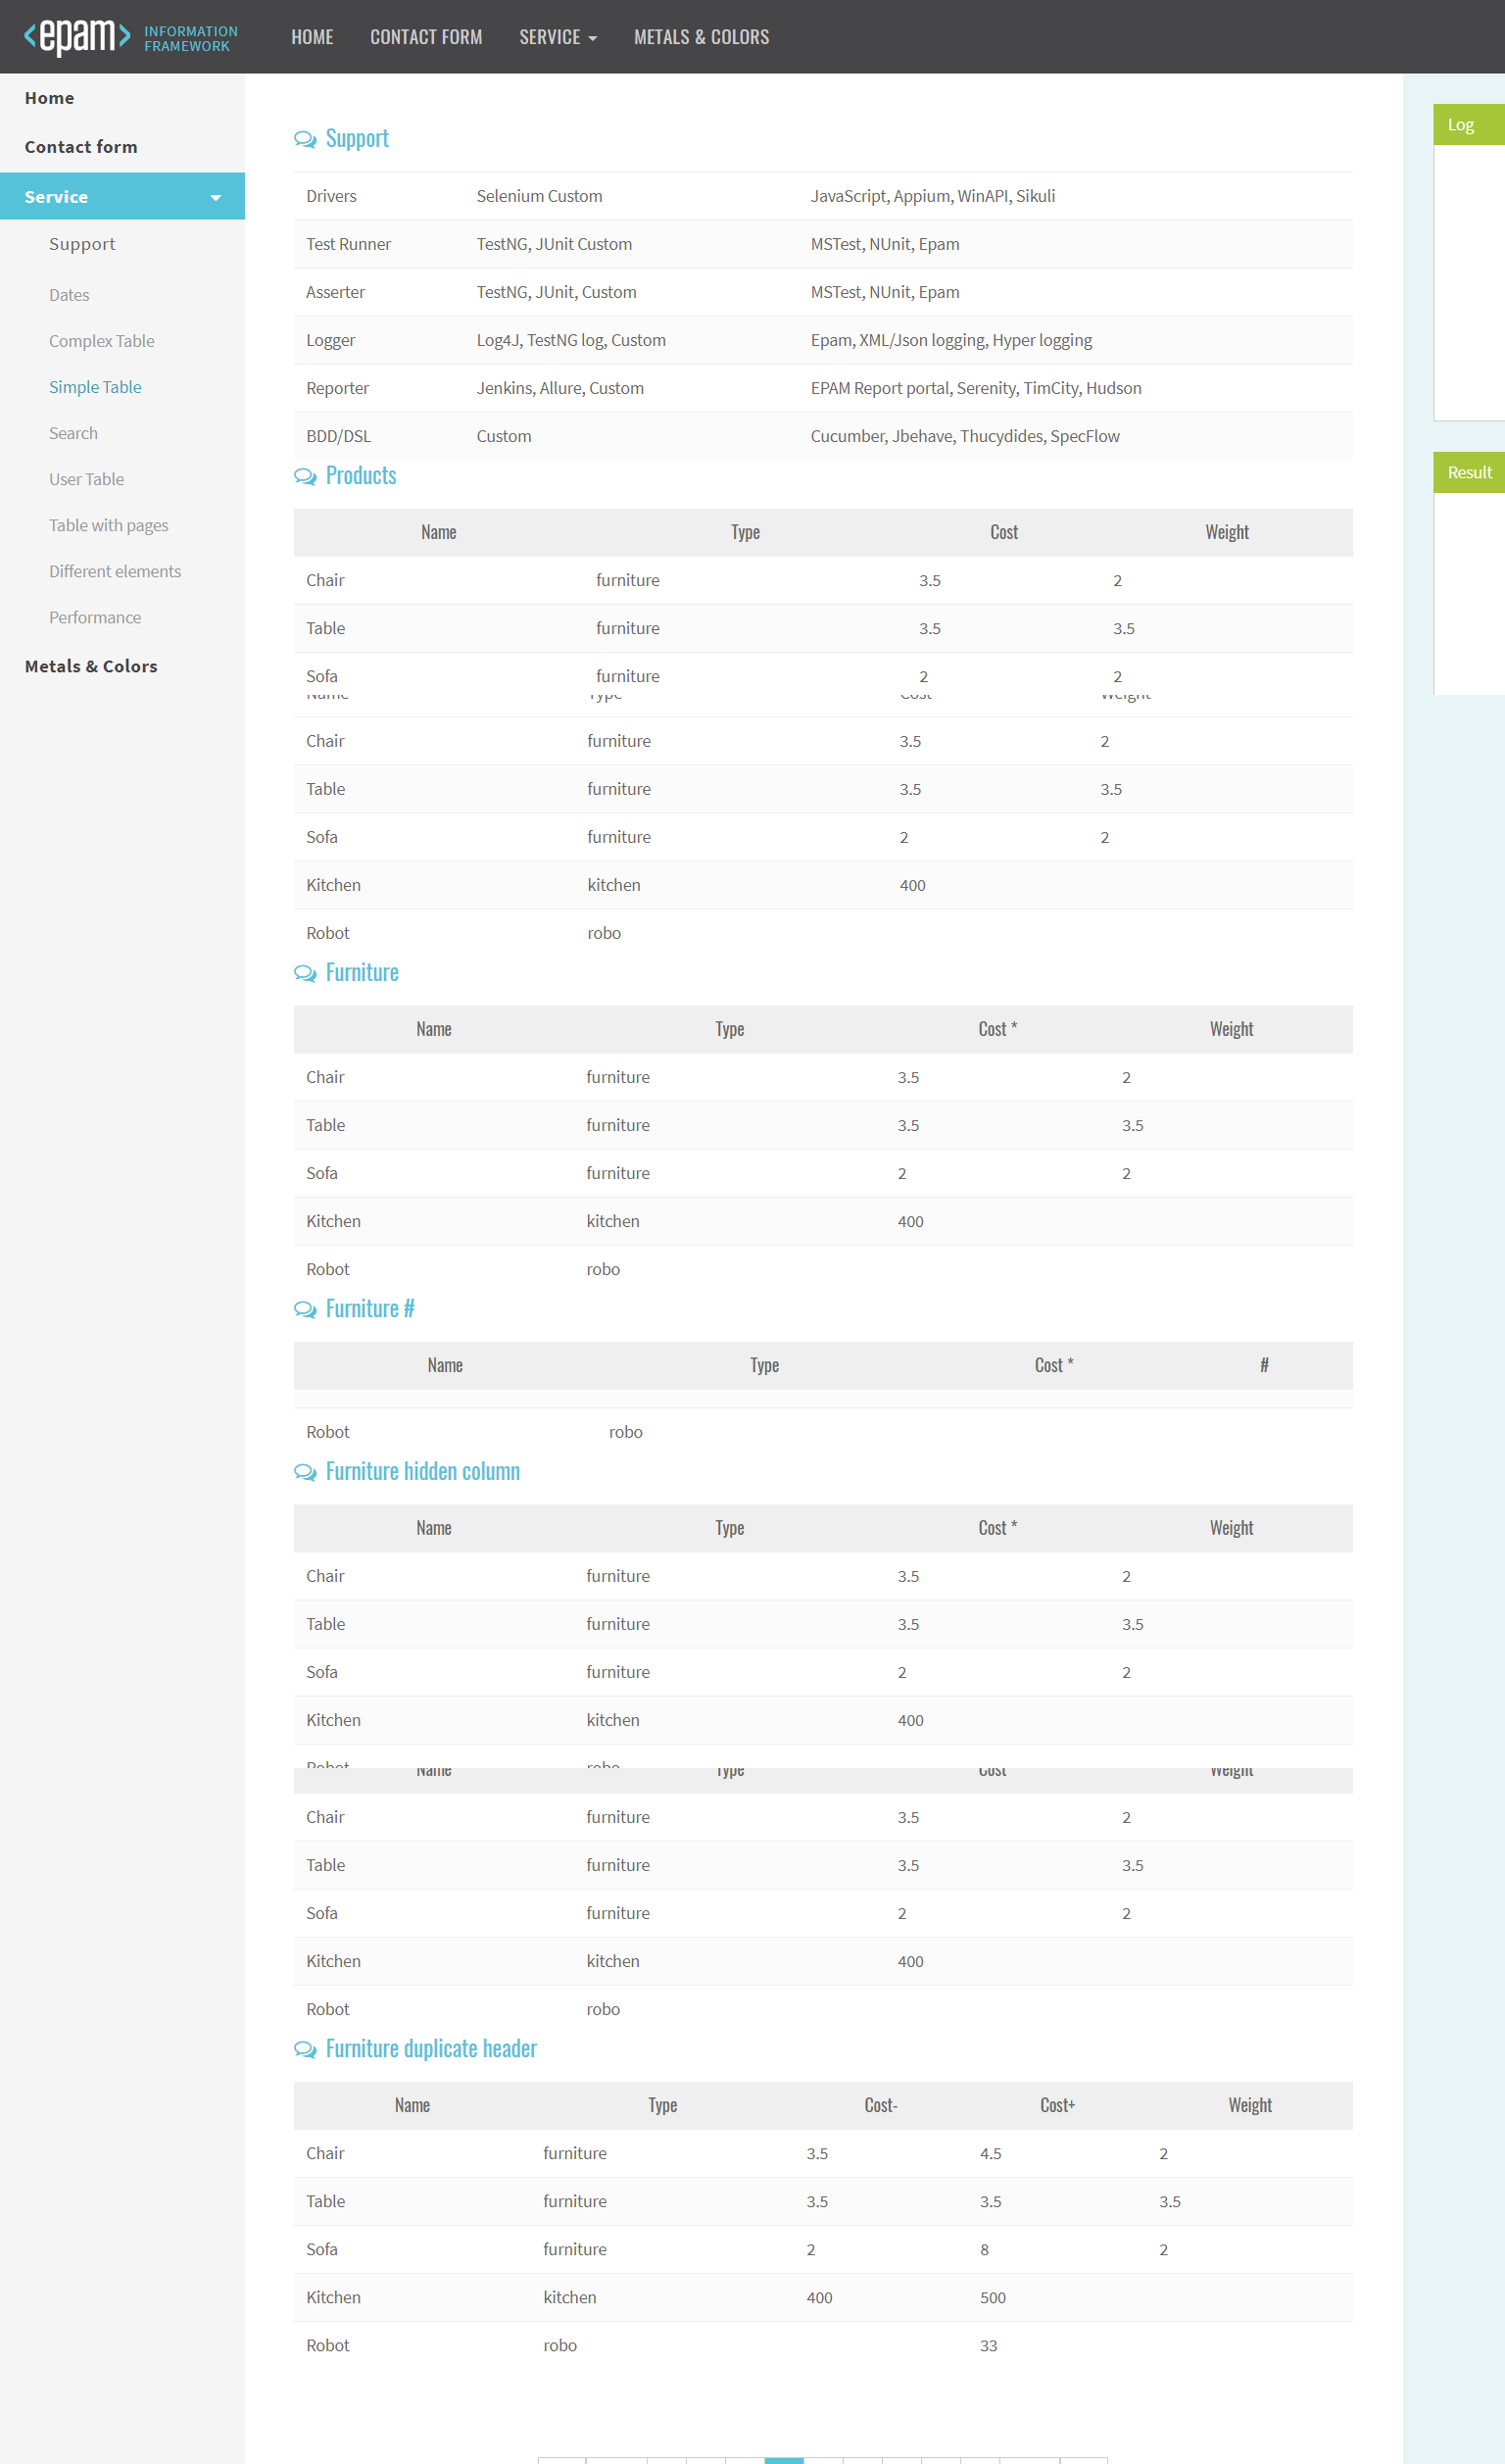 <epam> INFORMATION FRAMEWORK HOME CONTACT FORM SERVICE METALS & COLORS
Home
Contact form
Service
Support
Dates
Complex Table
Simple Table
Search
User Table
Table with pages
Different elements
Performance
Metals & Colors
Support
Drivers Selenium Custom JavaScript, Appium, WinAPI, Sikuli
Test Runner TestNG, JUnit Custom MSTest, NUnit, Epam
Asserter TestNG, JUnit, Custom MSTest, NUnit, Epam
Logger Log4J, TestNG log, Custom Epam, XML/Json logging, Hyper logging
Reporter Jenkins, Allure, Custom EPAM Report portal, Serenity, TimCity, Hudson
BDD/DSL Custom Cucumber, Jbehave, Thucydides, SpecFlow
Products
Name Type Cost Weight
Chair furniture 3.5 2
Table furniture 3.5 3.5
Sofa furniture 2 2
Name Type Cost Weight
Chair furniture 3.5 2
Table furniture 3.5 3.5
Sofa furniture 2 2
Kitchen kitchen 400
Robot robo
Furniture
Name Type Cost * Weight
Chair furniture 3.5 2
Table furniture 3.5 3.5
Sofa furniture 2 2
Kitchen kitchen 400
Robot robo
Furniture #
Name Type Cost * #
Robot robo
Furniture hidden column
Name Type Cost * Weight
Chair furniture 3.5 2
Table furniture 3.5 3.5
Sofa furniture 2 2
Kitchen kitchen 400
Robot robo
Name Type Cost Weight
Chair furniture 3.5 2
Table furniture 3.5 3.5
Sofa furniture 2 2
Kitchen kitchen 400
Robot robo
Furniture duplicate header
Name Type Cost- Cost+ Weight
Chair furniture 3.5 4.5 2
Table furniture 3.5 3.5 3.5
Sofa furniture 2 8 2
Kitchen kitchen 400 500
Robot robo 33
Log
Result